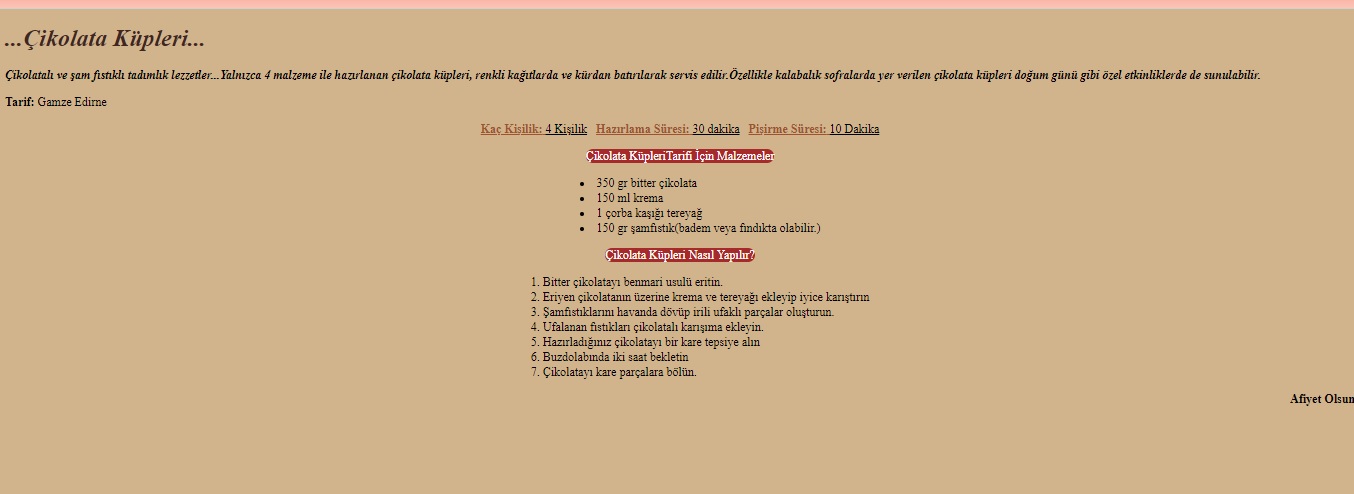 ...Çikolata Küpleri...
Çikolatalı ve şam fıstıklı tadımlık lezzetler...Yalnızca 4 malzeme ile hazırlanan çikolata küpleri, renkli kağıtlarda ve kürdan batırılarak servis edilir.Özellikle kalabalık sofralarda yer verilen çikolata küpleri doğum günü gibi özel etkinliklerde de sunulabilir.
Tarif: Gamze Edirne
Kaç Kişilik: 4 Kişilik Hazırlama Süresi: 30 dakika Pişirme Süresi: 10 Dakika
Çikolata KüpleriTarifi İçin Malzemeler
• 350 gr bitter çikolata
• 150 ml krema
• 1 çorba kaşığı tereyağ
• 150 gr şamfıstık(badem veya fındıkta olabilir.)
Çikolata Küpleri Nasıl Yapılır?
1. Bitter çikolatayı benmari usulü eritin.
2. Eriyen çikolatanın üzerine krema ve tereyağı ekleyip iyice karıştırın
3. Şamfıstıklarını havanda dövüp irili ufaklı parçalar oluşturun.
4. Ufalanan fıstıkları çikolatalı karışıma ekleyin.
5. Hazırladığınız çikolatayı bir kare tepsiye alın
6. Buzdolabında iki saat bekletin
7. Çikolatayı kare parçalara bölün.
Afiyet Olsun